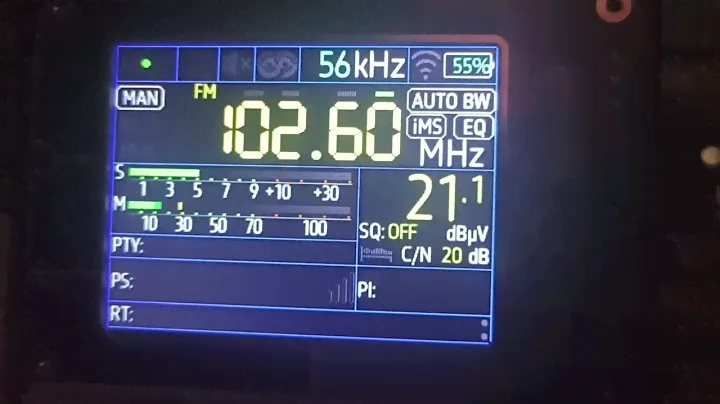 56kHz 55%
MAN FM 102.60 AUTO BW
iMS EQ
MHz
S
1 3 5 7 9 +10 +30
M
10 30 50 70 100
21.1
SQ: OFF dBµV
C/N 20 dB
PTY:
PS: PI:
RT: